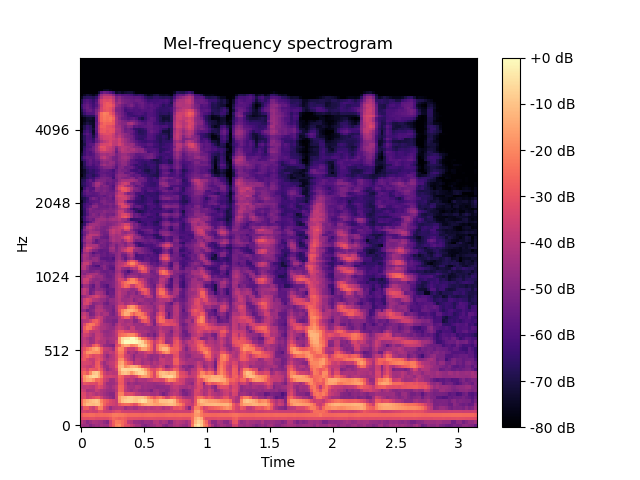 Mel-frequency spectrogram
+0 dB
-10 dB
-20 dB
-30 dB
-40 dB
-50 dB
-60 dB
-70 dB
-80 dB
Hz
4096
2048
1024
512
0
0 0.5 1 1.5 2 2.5 3
Time